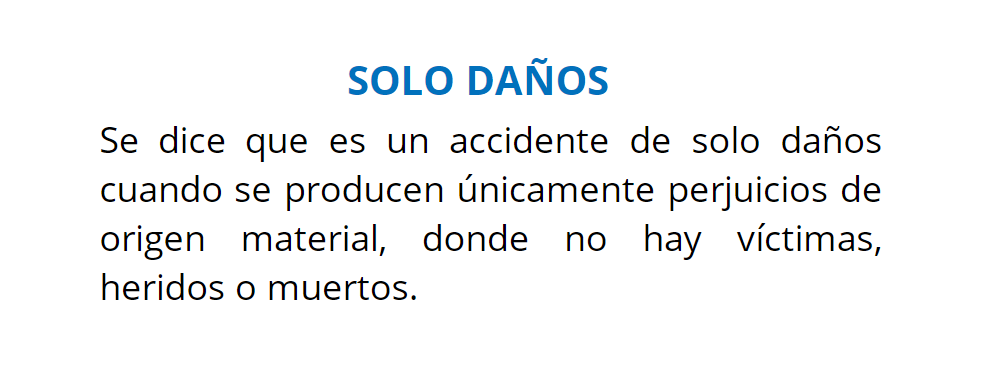 SOLO DAÑOS
Se dice que es un accidente de solo daños
cuando se producen únicamente perjuicios de
origen material, donde no hay víctimas,
heridos o muertos.